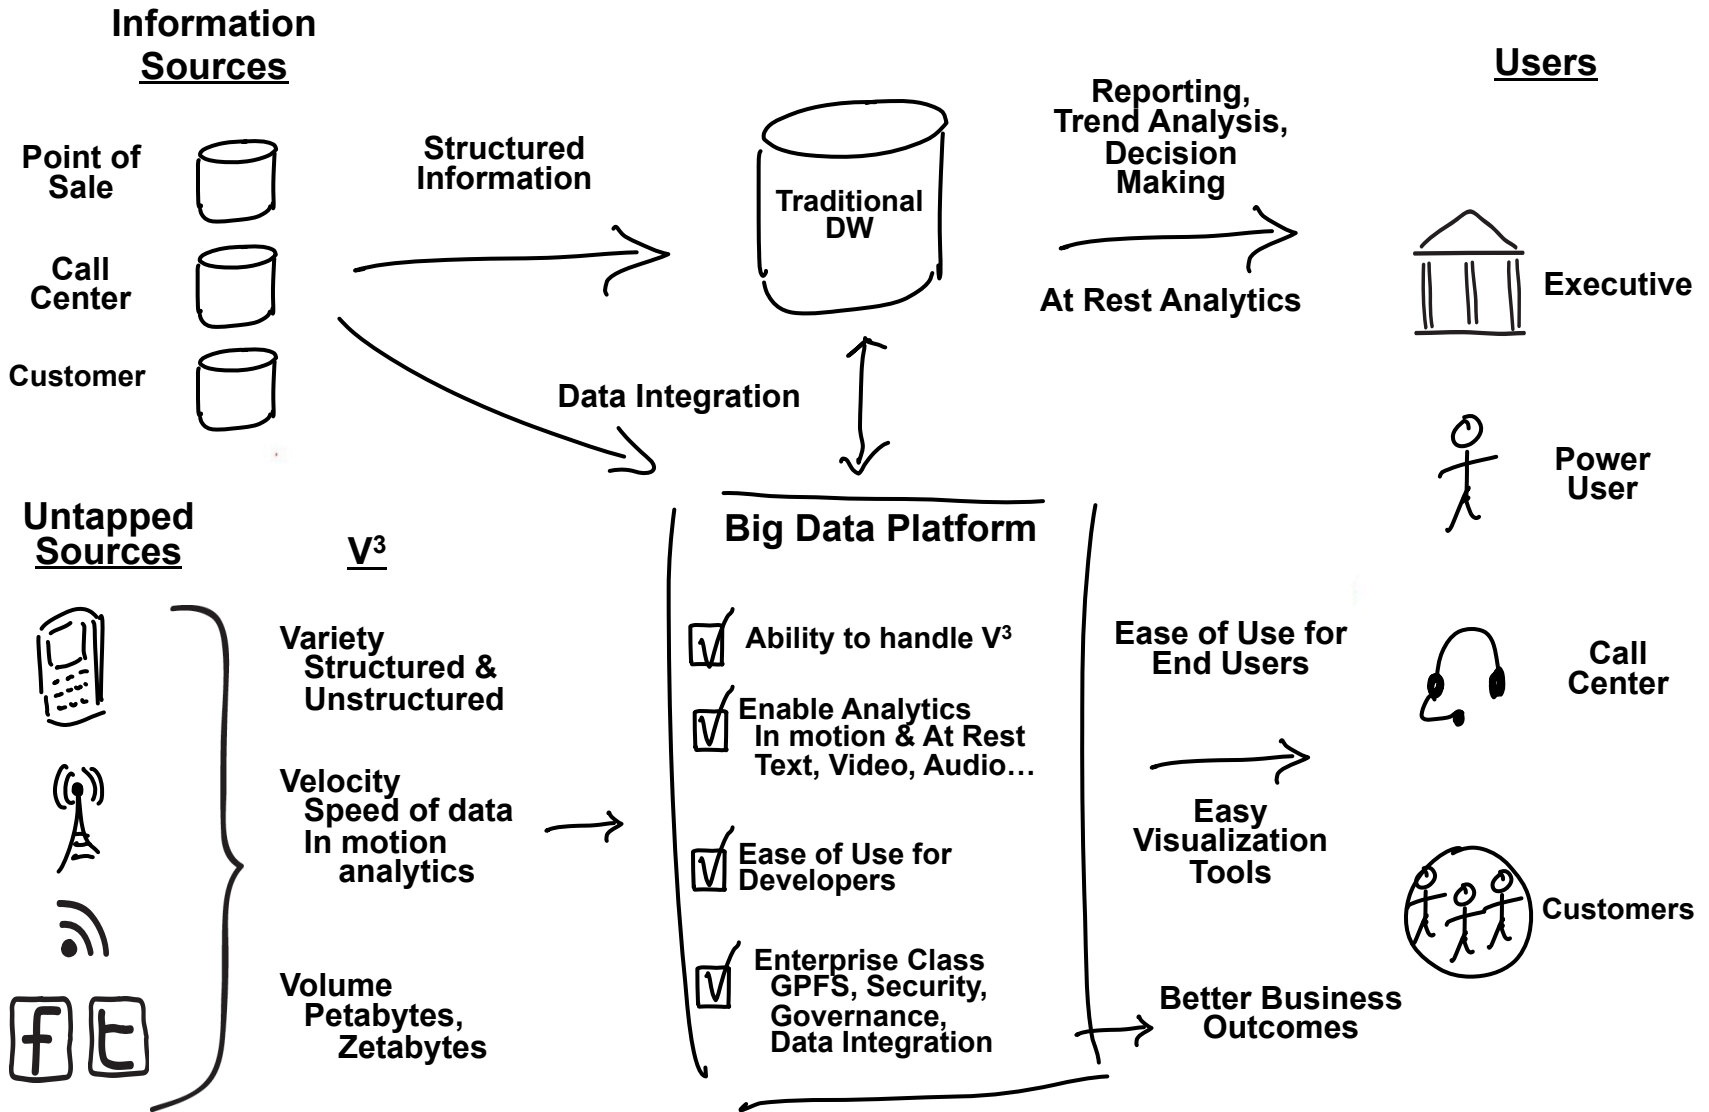 Information
Sources
Point of
Sale
Call
Center
Customer
Structured
Information
Traditional
DW
Reporting,
Trend Analysis,
Decision
Making
At Rest Analytics
Users
Executive
Power
User
Call
Center
Customers
Data Integration
Untapped
Sources
f
t
V³
Variety
Structured &
Unstructured
Velocity
Speed of data
In motion
analytics
Volume
Petabytes,
Zetabytes
Big Data Platform
Ability to handle V³
Enable Analytics
In motion & At Rest
Text, Video, Audio…
Ease of Use for
Developers
Enterprise Class
GPFS, Security,
Governance,
Data Integration
Ease of Use for
End Users
Easy
Visualization
Tools
Better Business
Outcomes